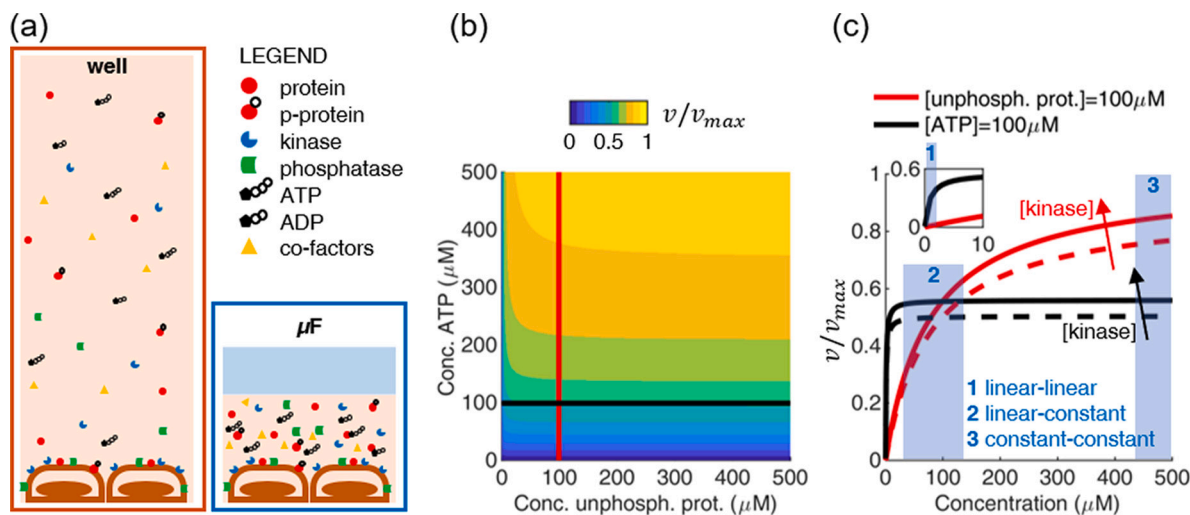 (a)
well
LEGEND
protein
p-protein
kinase
phosphatase
ATP
ADP
co-factors
μF
(b)
v/vmax
0 0.5 1
500
400
300
200
100
0
Conc. ATP (μM)
0 100 200 300 400 500
Conc. unphosph. prot. (μM)
(c)
[unphosph. prot.]=100μM
[ATP]=100μM
1
0.8
0.6
0.4
0.2
0
v/vmax
1
0.6
0
0 10
2
3
[kinase]
[kinase]
1 linear-linear
2 linear-constant
3 constant-constant
0 100 200 300 400 500
Concentration (μM)